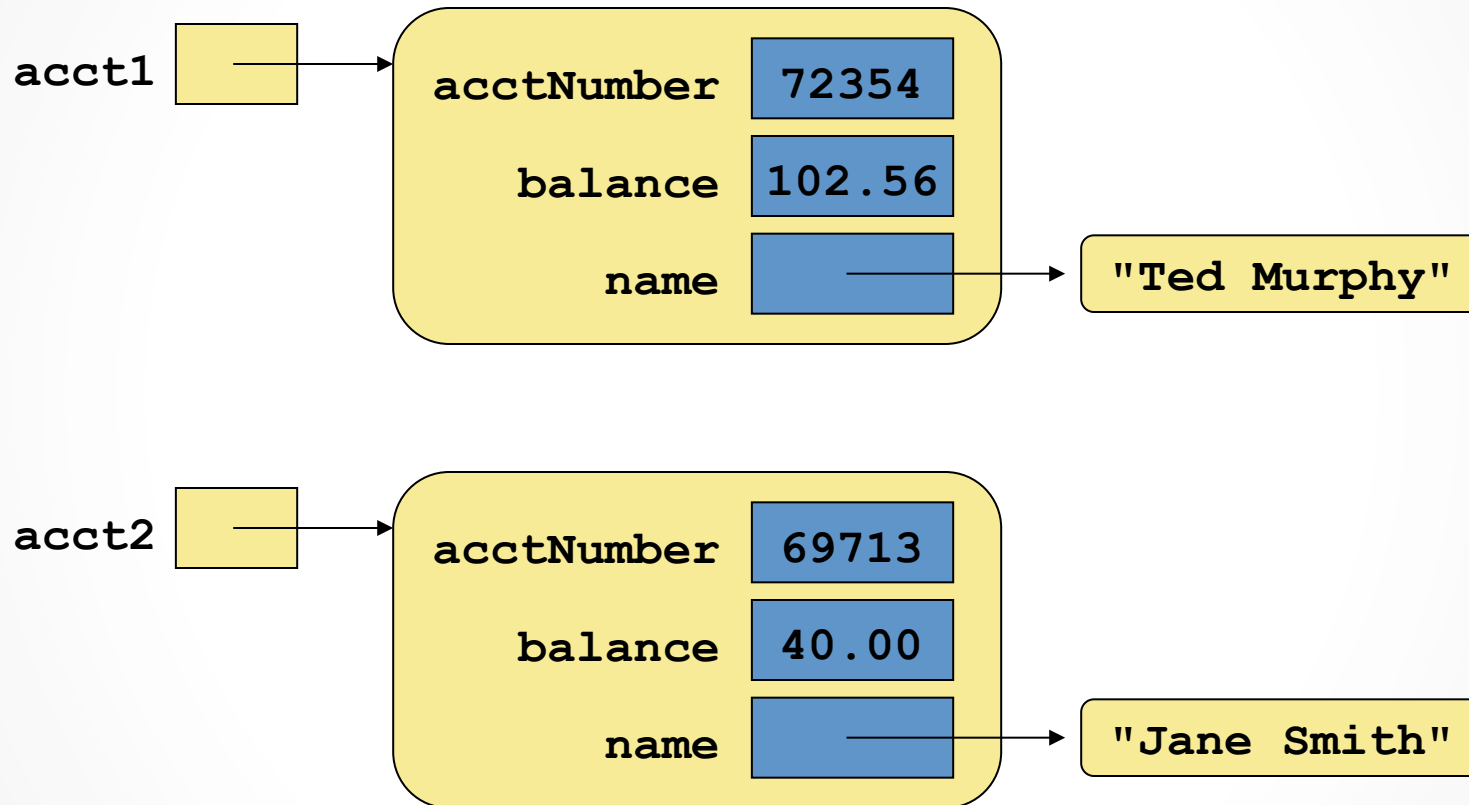 acct1
acctNumber 72354
balance 102.56
name "Ted Murphy"
acct2
acctNumber 69713
balance 40.00
name "Jane Smith"